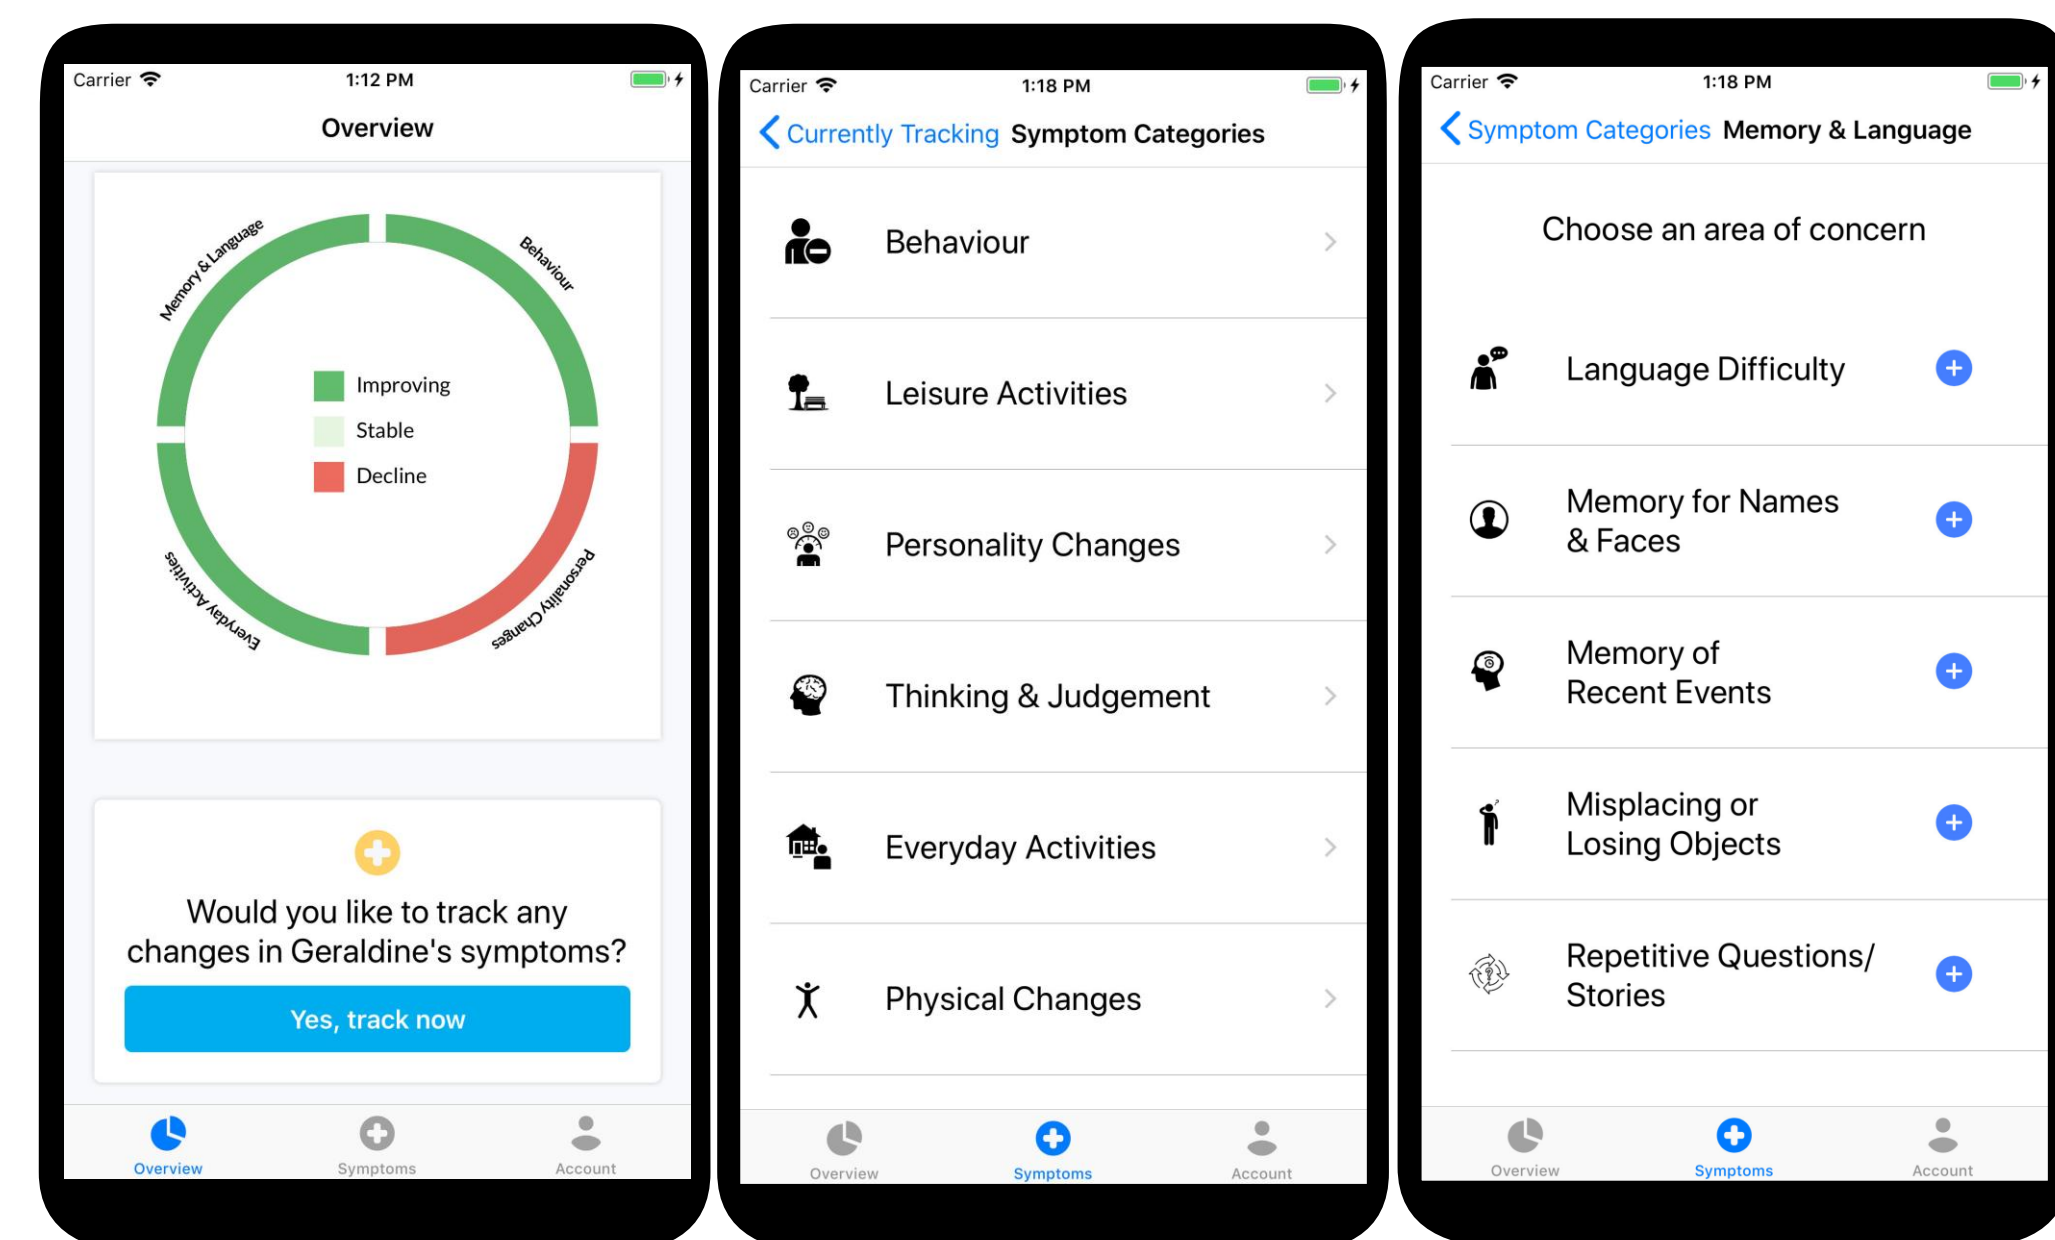 Carrier
1:12 PM
Overview
Memory & Language
Behaviour
Improving
Stable
Decline
Everyday Activities
Personality Changes
Would you like to track any
changes in Geraldine's symptoms?
Yes, track now
Overview
Symptoms
Account
Carrier
1:18 PM
Currently Tracking
Symptom Categories
Behaviour
Leisure Activities
Personality Changes
Thinking & Judgement
Everyday Activities
Physical Changes
Overview
Symptoms
Account
Carrier
1:18 PM
Symptom Categories
Memory & Language
Choose an area of concern
Language Difficulty
Memory for Names
& Faces
Memory of
Recent Events
Misplacing or
Losing Objects
Repetitive Questions/
Stories
Overview
Symptoms
Account